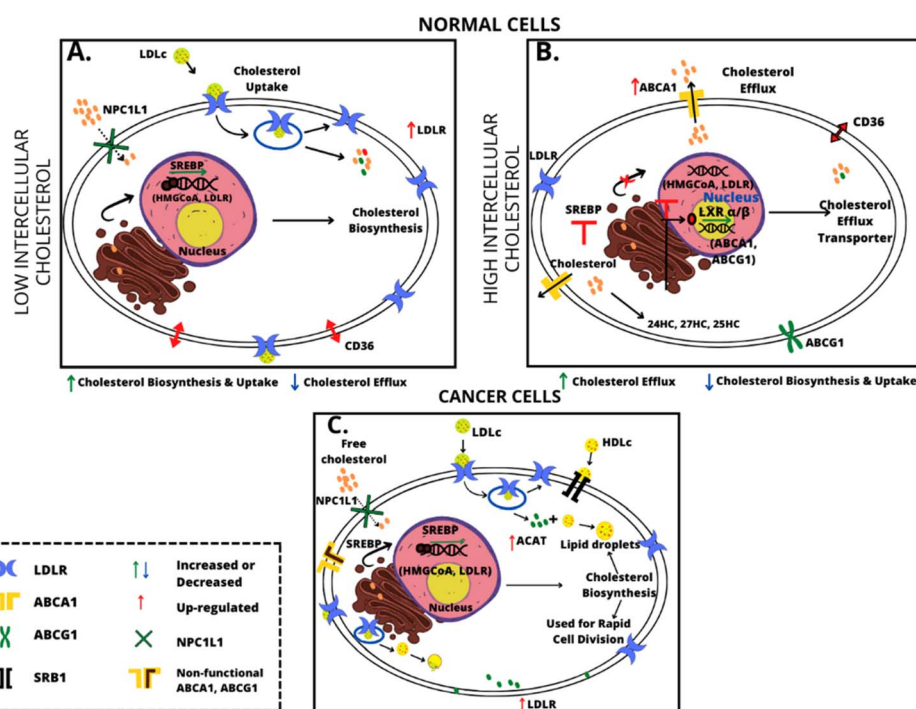 NORMAL CELLS
LOW INTERCELLULAR
CHOLESTEROL
A.
LDLc
Cholesterol
Uptake
NPC1L1
↑LDLR
SREBP
(HMGCoA, LDLR)
Nucleus
Cholesterol
Biosynthesis
CD36
↑ Cholesterol Biosynthesis & Uptake ↓ Cholesterol Efflux
HIGH INTERCELLULAR
CHOLESTEROL
B.
↑ABCA1
Cholesterol
Efflux
CD36
LDLR
(HMGCoA, LDLR)
Nucleus
SREBP
LXR α/β
(ABCA1,
ABCG1)
Cholesterol
Efflux
Transporter
Cholesterol
24HC, 27HC, 25HC
ABCG1
↑ Cholesterol Efflux ↓ Cholesterol Biosynthesis & Uptake
CANCER CELLS
C.
LDLc
HDLc
Free
cholesterol
NPC1L1
SREBP
SREBP
(HMGCoA, LDLR)
Nucleus
↑ACAT
+
Lipid droplets
Cholesterol
Biosynthesis
Used for Rapid
Cell Division
↑LDLR
LDLR
ABCA1
ABCG1
SRB1
↑↓ Increased or
Decreased
↑ Up-regulated
NPC1L1
Non-functional
ABCA1, ABCG1